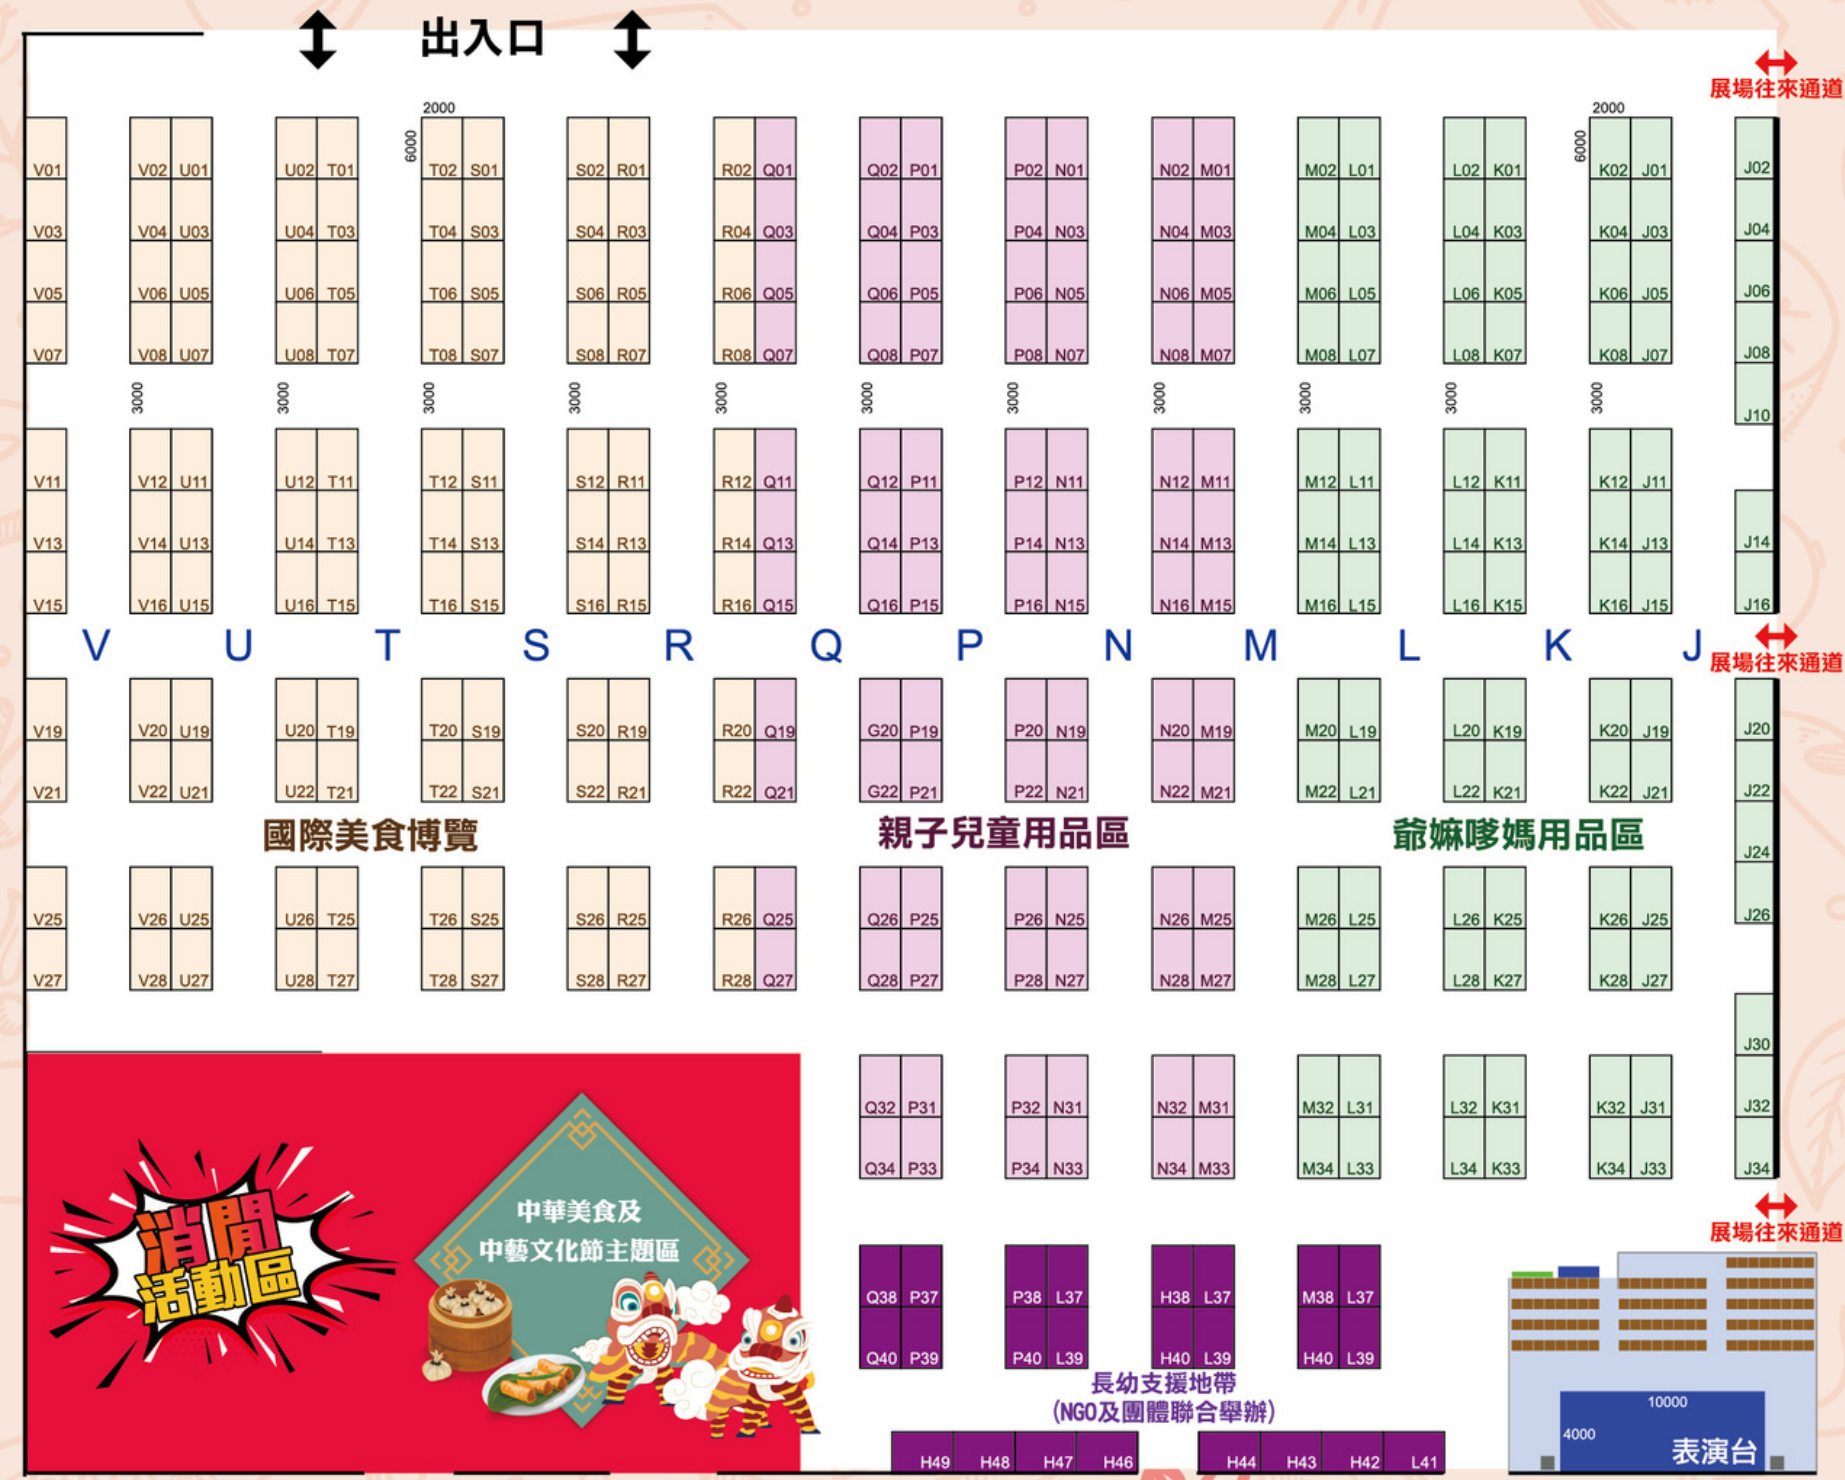 出入口
展場往來通道
2000 2000
6000 6000
V01 V02 U01 U02 T01 T02 S01 S02 R01 R02 Q01 Q02 P01 P02 N01 N02 M01 M02 L01 L02 K01 K02 J01 J02
V03 V04 U03 U04 T03 T04 S03 S04 R03 R04 Q03 Q04 P03 P04 N03 N04 M03 M04 L03 L04 K03 K04 J03 J04
V05 V06 U05 U06 T05 T06 S05 S06 R05 R06 Q05 Q06 P05 P06 N05 N06 M05 M06 L05 L06 K05 K06 J05 J06
V07 V08 U07 U08 T07 T08 S07 S08 R07 R08 Q07 Q08 P07 P08 N07 N08 M07 M08 L07 L08 K07 K08 J07 J08
3000 3000 3000 3000 3000 3000 3000 3000 3000 3000 3000 J10
V11 V12 U11 U12 T11 T12 S11 S12 R11 R12 Q11 Q12 P11 P12 N11 N12 M11 M12 L11 L12 K11 K12 J11
V13 V14 U13 U14 T13 T14 S13 S14 R13 R14 Q13 Q14 P13 P14 N13 N14 M13 M14 L13 L14 K13 K14 J13 J14
V15 V16 U15 U16 T15 T16 S15 S16 R15 R16 Q15 Q16 P15 P16 N15 N16 M15 M16 L15 L16 K15 K16 J15 J16
V U T S R Q P N M L K J
展場往來通道
V19 V20 U19 U20 T19 T20 S19 S20 R19 R20 Q19 G20 P19 P20 N19 N20 M19 M20 L19 L20 K19 K20 J19 J20
V21 V22 U21 U22 T21 T22 S21 S22 R21 R22 Q21 G22 P21 P22 N21 N22 M21 M22 L21 L22 K21 K22 J21 J22
國際美食博覽 親子兒童用品區 爺嫲嗲媽用品區
J24
V25 V26 U25 U26 T25 T26 S25 S26 R25 R26 Q25 Q26 P25 P26 N25 N26 M25 M26 L25 L26 K25 K26 J25 J26
V27 V28 U27 U28 T27 T28 S27 S28 R27 R28 Q27 Q28 P27 P28 N27 N28 M27 M28 L27 L28 K27 K28 J27
J30
Q32 P31 P32 N31 N32 M31 M32 L31 L32 K31 K32 J31 J32
Q34 P33 P34 N33 N34 M33 M34 L33 L34 K33 K34 J33 J34
展場往來通道
消閒
活動區
中華美食及
中藝文化節主題區
Q38 P37 P38 L37 H38 L37 M38 L37
Q40 P39 P40 L39 H40 L39 H40 L39
長幼支援地帶
(NGO及團體聯合舉辦)
H49 H48 H47 H46 H44 H43 H42 L41
10000
4000
表演台